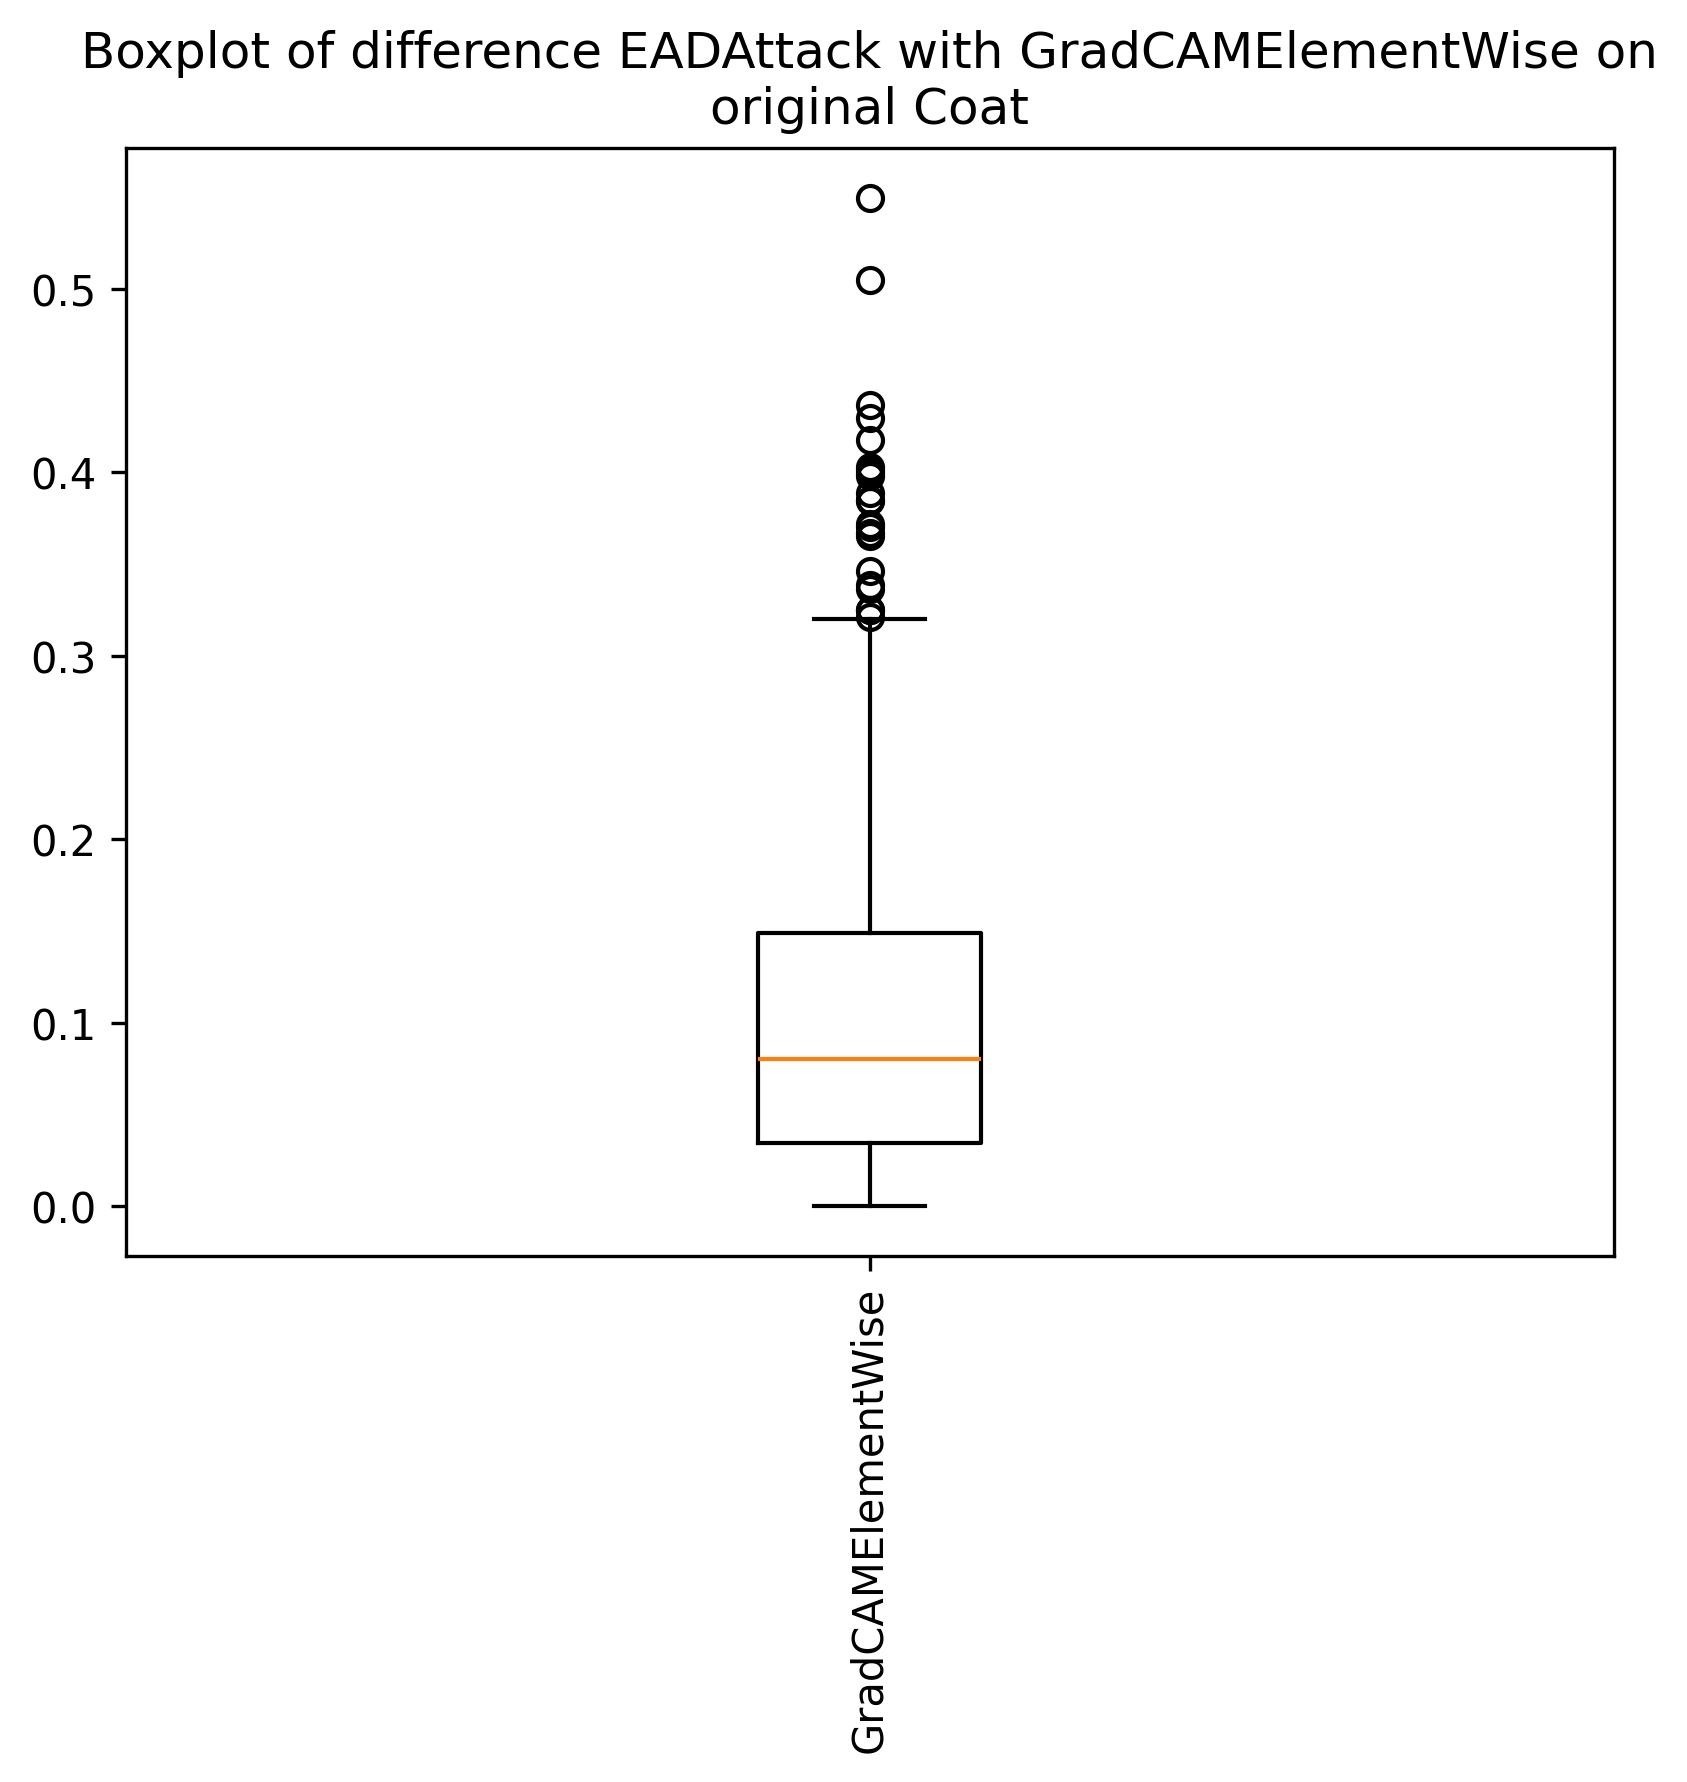 Boxplot of difference EADAttack with GradCAMElementWise on
original Coat
0.5
0.4
0.3
0.2
0.1
0.0
GradCAMElementWise